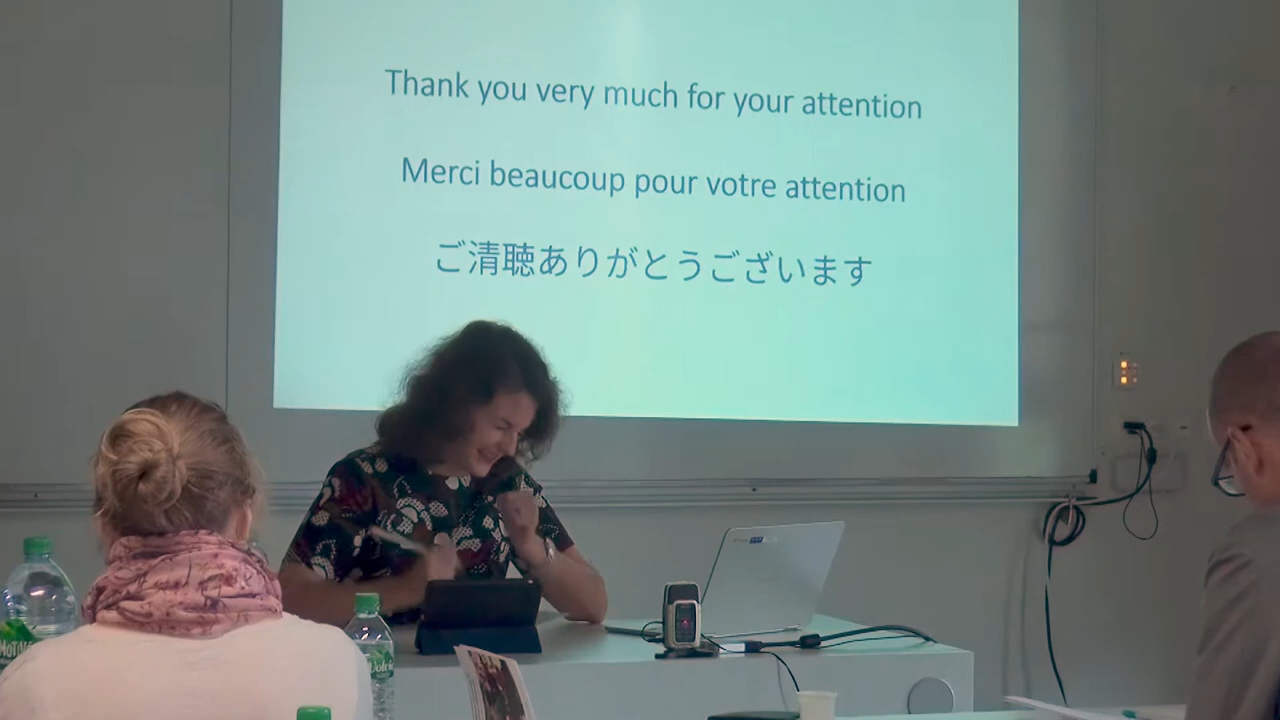 Thank you very much for your attention
Merci beaucoup pour votre attention
ご清聴ありがとうございます
Volvic